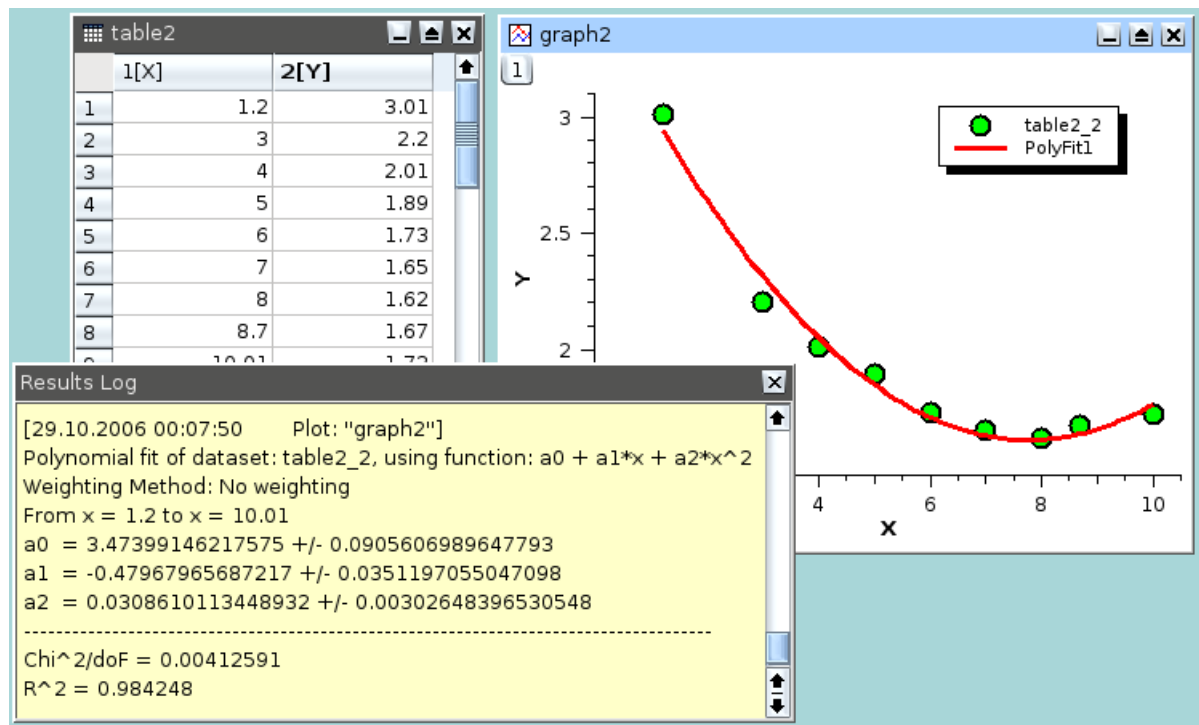 table2
1[X] 2[Y]
1 1.2 3.01
2 3 2.2
3 4 2.01
4 5 1.89
5 6 1.73
6 7 1.65
7 8 1.62
8 8.7 1.67
graph2
1
3
2.5
2
Y
table2_2
PolyFit1
4 6 8 10
X
Results Log
[29.10.2006 00:07:50 Plot: "graph2"]
Polynomial fit of dataset: table2_2, using function: a0 + a1*x + a2*x^2
Weighting Method: No weighting
From x = 1.2 to x = 10.01
a0 = 3.47399146217575 +/- 0.0905606989647793
a1 = -0.47967965687217 +/- 0.0351197055047098
a2 = 0.0308610113448932 +/- 0.00302648396530548
--------------------------------------------------------------------------------------
Chi^2/doF = 0.00412591
R^2 = 0.984248